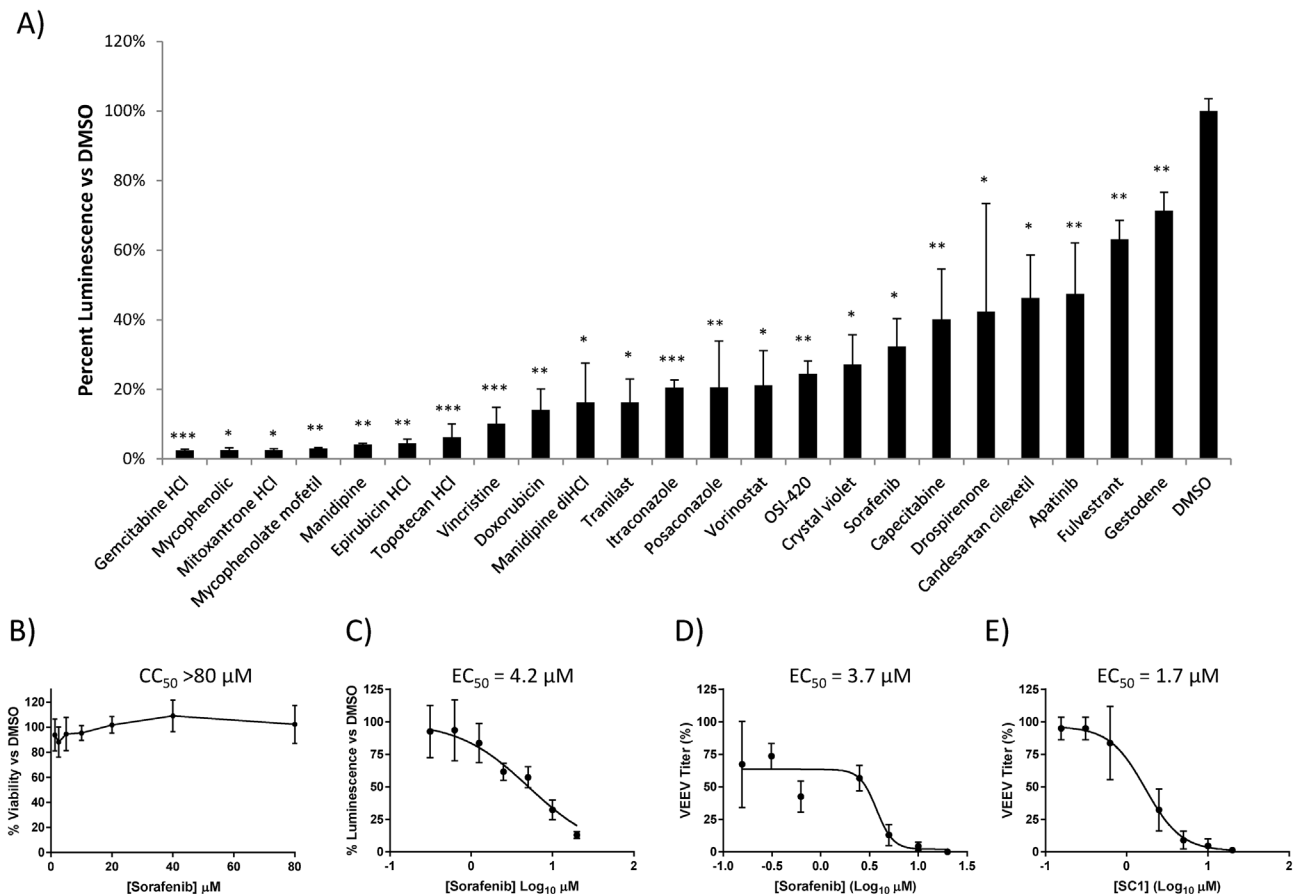 A)
Percent Luminescence vs DMSO
120%
100%
80%
60%
40%
20%
0%
*** * * ** ** ** *** *** ** * * *** ** * ** * * ** * * ** ** **
Gemcitabine HCl
Mycophenolic
Mitoxantrone HCl
Mycophenolate mofetil
Manidipine
Epirubicin HCl
Topotecan HCl
Vincristine
Doxorubicin
Manidipine diHCl
Tranilast
Itraconazole
Posaconazole
Vorinostat
OSI-420
Crystal violet
Sorafenib
Capecitabine
Drospirenone
Candesartan cilexetil
Apatinib
Fulvestrant
Gestodene
DMSO
B)
CC50 >80 µM
% Viability vs DMSO
120
100
80
60
40
20
0
0 20 40 60 80
[Sorafenib] µM
C)
EC50 = 4.2 µM
% Luminescence vs DMSO
125
100
75
50
25
0
-1 0 1 2
[Sorafenib] Log10 µM
D)
EC50 = 3.7 µM
VEEV Titer (%)
125
100
75
50
25
0
-1.0 -0.5 0.0 0.5 1.0 1.5
[Sorafenib] (Log10 µM)
E)
EC50 = 1.7 µM
VEEV Titer (%)
125
100
75
50
25
0
-1 0 1 2
[SC1] (Log10 µM)